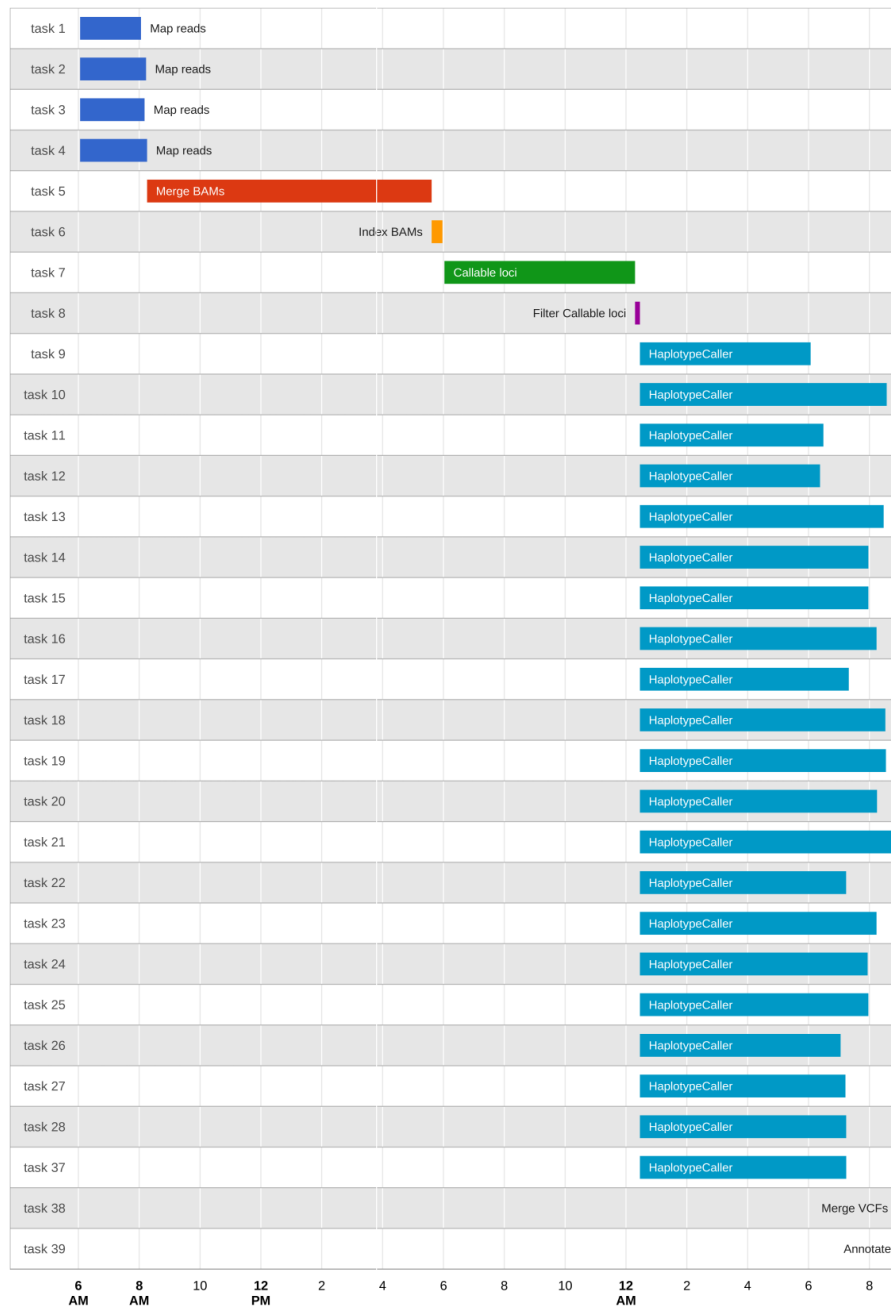 task 1 Map reads
task 2 Map reads
task 3 Map reads
task 4 Map reads
task 5 Merge BAMs
task 6 Index BAMs
task 7 Callable loci
task 8 Filter Callable loci
task 9 HaplotypeCaller
task 10 HaplotypeCaller
task 11 HaplotypeCaller
task 12 HaplotypeCaller
task 13 HaplotypeCaller
task 14 HaplotypeCaller
task 15 HaplotypeCaller
task 16 HaplotypeCaller
task 17 HaplotypeCaller
task 18 HaplotypeCaller
task 19 HaplotypeCaller
task 20 HaplotypeCaller
task 21 HaplotypeCaller
task 22 HaplotypeCaller
task 23 HaplotypeCaller
task 24 HaplotypeCaller
task 25 HaplotypeCaller
task 26 HaplotypeCaller
task 27 HaplotypeCaller
task 28 HaplotypeCaller
task 37 HaplotypeCaller
task 38 Merge VCFs
task 39 Annotate
6 8 10 12 2 4 6 8 10 12 2 4 6 8
AM AM PM AM